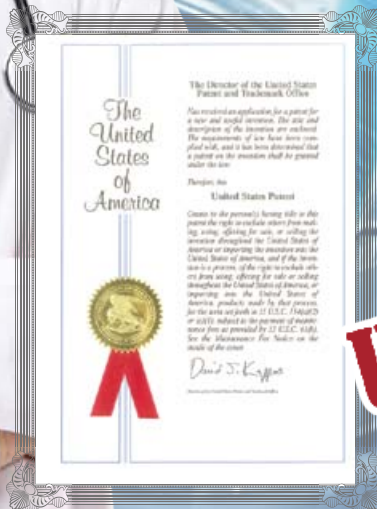 The
United
States
of
America
The Director of the United States
Patent and Trademark Office
Has received an application for a patent for
a new and useful invention. The title and
description of the invention are enclosed.
The requirements of law have been com-
plied with, and it has been determined that
a patent on the invention shall be granted
under the law.
Therefore, this
United States Patent
Grants to the person(s) having title to this
patent the right to exclude others from mak-
ing, using, offering for sale, or selling the
invention throughout the United States of
America or importing the invention into the
United States of America, and if the inven-
tion is a process, of the right to exclude oth-
ers from using, offering for sale or selling
throughout the United States of America, or
importing into the United States of
America, products made by that process,
for the term set forth in 35 U.S.C.
or subject to the payment of mainte-
nance fees as provided by 35 U.S.C. 41(b).
See the Maintenance Fee Notice on the
inside of the cover.
David J. Kappos